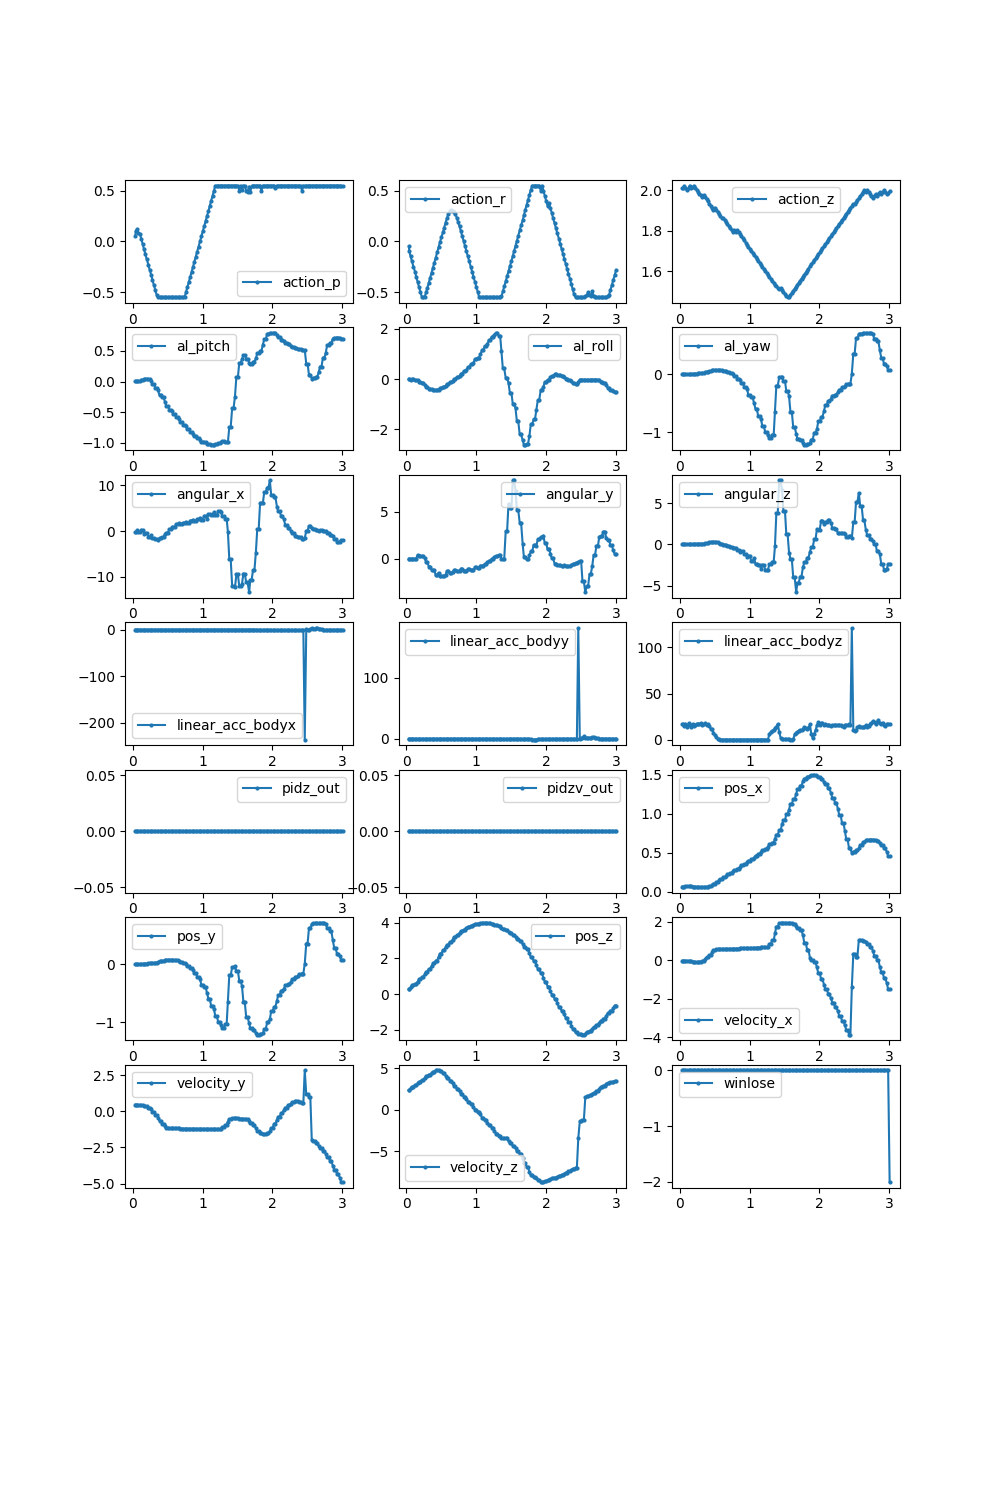 0.5 0.0 −0.5 action_p 0 1 2 3
0.5 0.0 −0.5 action_r 0 1 2 3
2.0 1.8 1.6 action_z 0 1 2 3
0.5 0.0 −0.5 −1.0 al_pitch 0 1 2 3
2 0 −2 al_roll 0 1 2 3
0 −1 al_yaw 0 1 2 3
10 0 −10 angular_x 0 1 2 3
5 0 angular_y 0 1 2 3
5 0 −5 angular_z 0 1 2 3
0 −100 −200 linear_acc_bodyx 0 1 2 3
100 0 linear_acc_bodyy 0 1 2 3
100 50 0 linear_acc_bodyz 0 1 2 3
0.05 0.00 −0.05 pidz_out 0 1 2 3
0.05 0.00 −0.05 pidzv_out 0 1 2 3
1.5 1.0 0.5 0.0 pos_x 0 1 2 3
0 −1 pos_y 0 1 2 3
4 2 0 −2 pos_z 0 1 2 3
2 0 −2 −4 velocity_x 0 1 2 3
2.5 0.0 −2.5 −5.0 velocity_y 0 1 2 3
5 0 −5 velocity_z 0 1 2 3
0 −1 −2 winlose 0 1 2 3